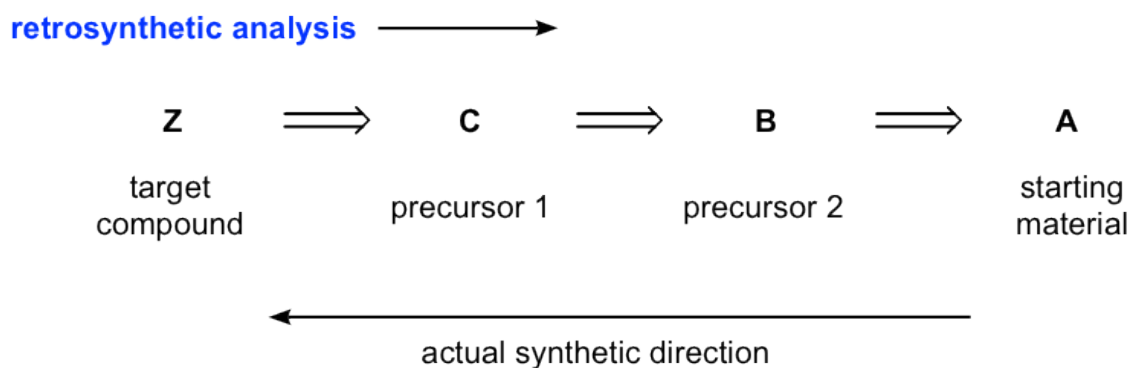 retrosynthetic analysis
Z
C
B
A
target
compound
precursor 1
precursor 2
starting
material
actual synthetic direction